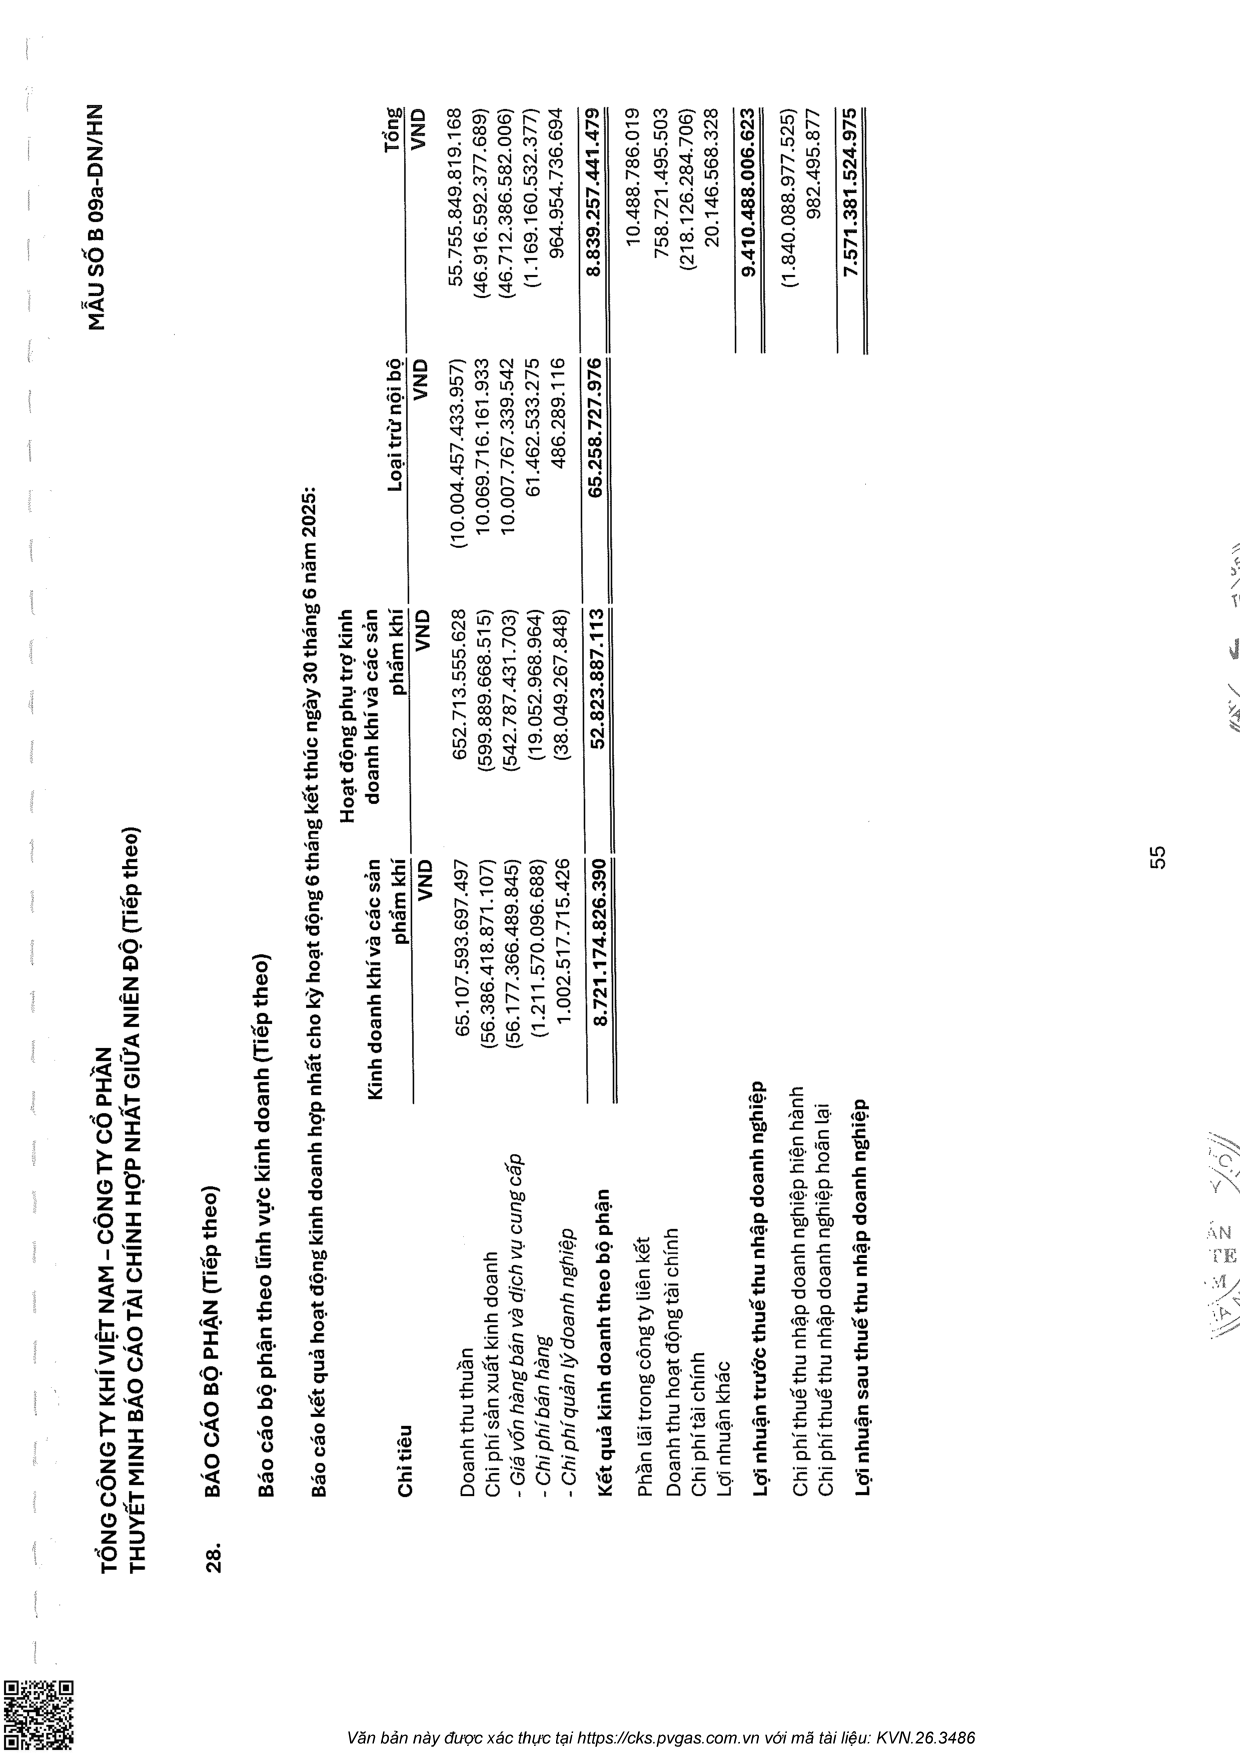 TỔNG CÔNG TY KHÍ VIỆT NAM – CÔNG TY CỔ PHẦN MẪU SỐ B 09a-DN/HN
THUYẾT MINH BÁO CÁO TÀI CHÍNH HỢP NHẤT GIỮA NIÊN ĐỘ (Tiếp theo)
28. BÁO CÁO BỘ PHẬN (Tiếp theo)
Báo cáo bộ phận theo lĩnh vực kinh doanh (Tiếp theo)
Báo cáo kết quả hoạt động kinh doanh hợp nhất cho kỳ hoạt động 6 tháng kết thúc ngày 30 tháng 6 năm 2025:
Hoạt động phụ trợ kinh
Kinh doanh khí và các sản doanh khí và các sản
Chỉ tiêu phẩm khí phẩm khí Loại trừ nội bộ Tổng
VND VND VND VND
Doanh thu thuần 65.107.593.697.497 652.713.555.628 (10.004.457.433.957) 55.755.849.819.168
Chi phí sản xuất kinh doanh (56.386.418.871.107) (599.889.668.515) 10.069.716.161.933 (46.916.592.377.689)
- Giá vốn hàng bán và dịch vụ cung cấp (56.177.366.489.845) (542.787.431.703) 10.007.767.339.542 (46.712.386.582.006)
- Chi phí bán hàng (1.211.570.096.688) (19.052.968.964) 61.462.533.275 (1.169.160.532.377)
- Chi phí quản lý doanh nghiệp 1.002.517.715.426 (38.049.267.848) 486.289.116 964.954.736.694
Kết quả kinh doanh theo bộ phận 8.721.174.826.390 52.823.887.113 65.258.727.976 8.839.257.441.479
Phần lãi trong công ty liên kết 10.488.786.019
Doanh thu hoạt động tài chính 758.721.495.503
Chi phí tài chính (218.126.284.706)
Lợi nhuận khác 20.146.568.328
Lợi nhuận trước thuế thu nhập doanh nghiệp 9.410.488.006.623
Chi phí thuế thu nhập doanh nghiệp hiện hành (1.840.088.977.525)
Chi phí thuế thu nhập doanh nghiệp hoãn lại 982.495.877
Lợi nhuận sau thuế thu nhập doanh nghiệp 7.571.381.524.975
55
Văn bản này được xác thực tại https://cks.pvgas.com.vn với mã tài liệu: KVN.26.3486